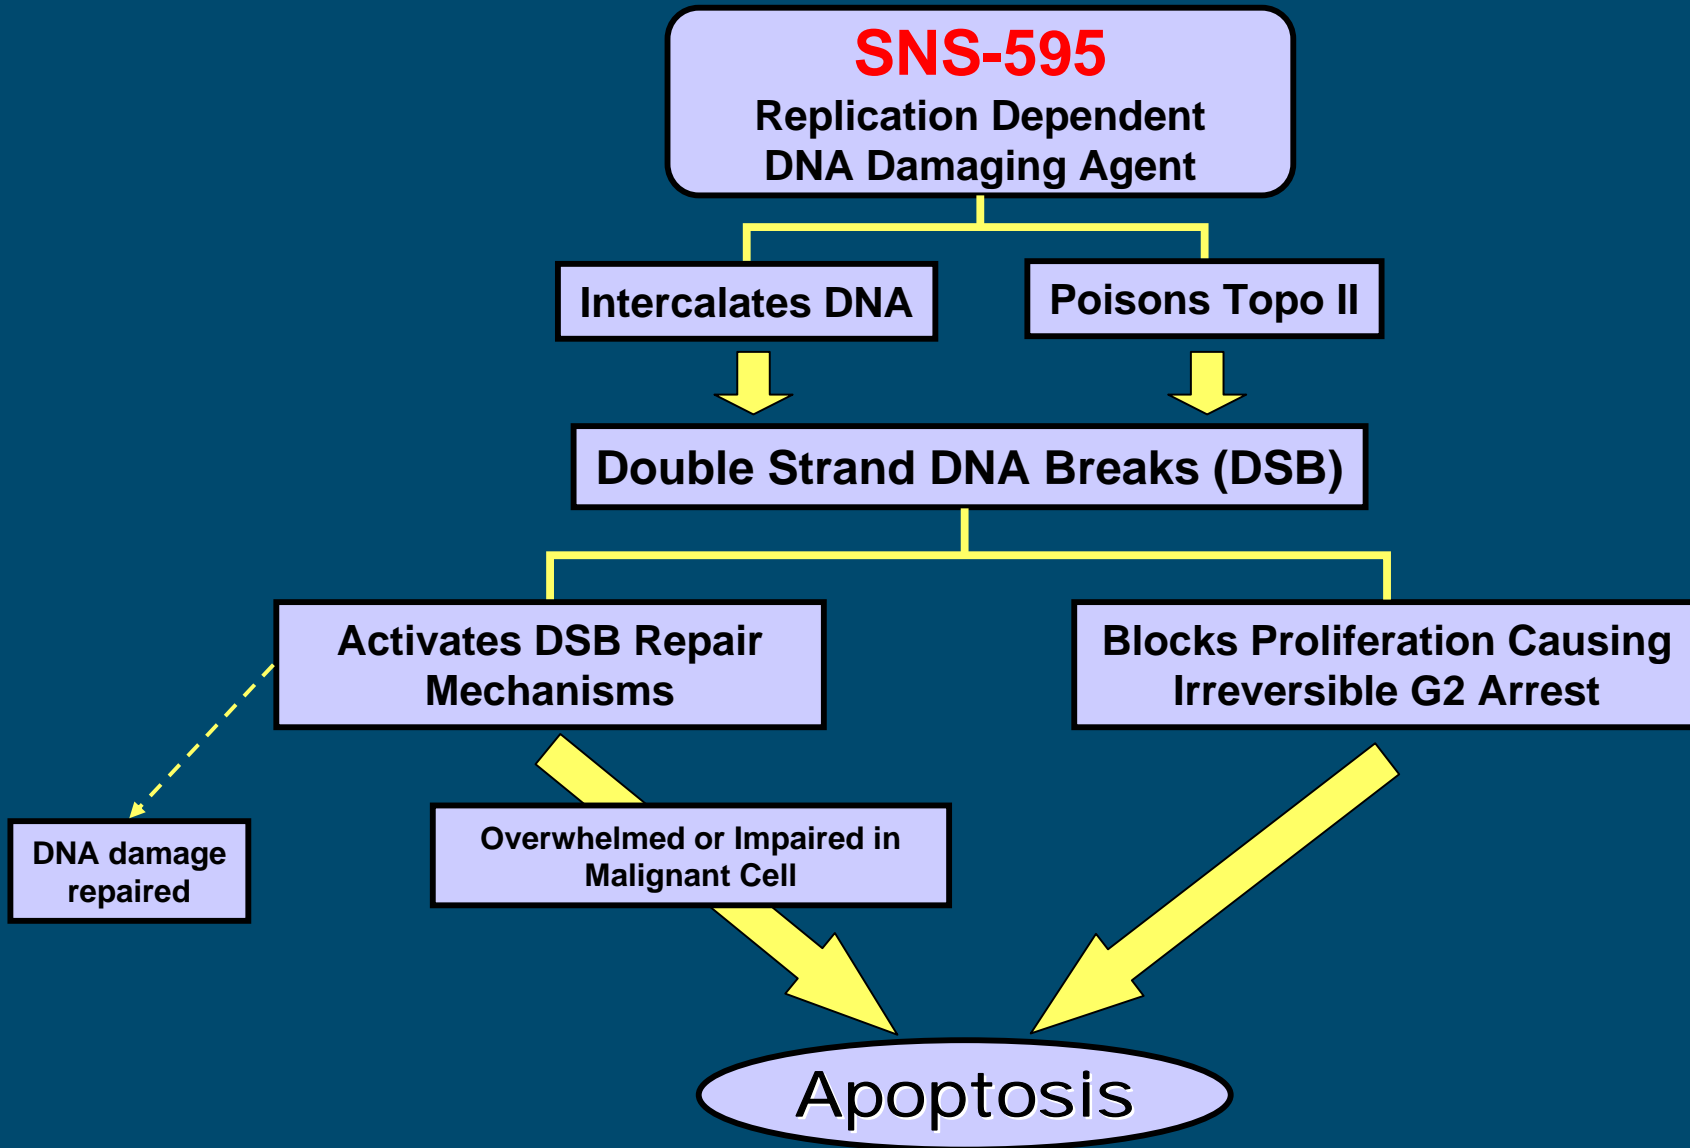 SNS-595
Replication Dependent
DNA Damaging Agent
Intercalates DNA
Poisons Topo II
Double Strand DNA Breaks (DSB)
Activates DSB Repair
Mechanisms
Blocks Proliferation Causing
Irreversible G2 Arrest
DNA damage
repaired
Overwhelmed or Impaired in
Malignant Cell
Apoptosis